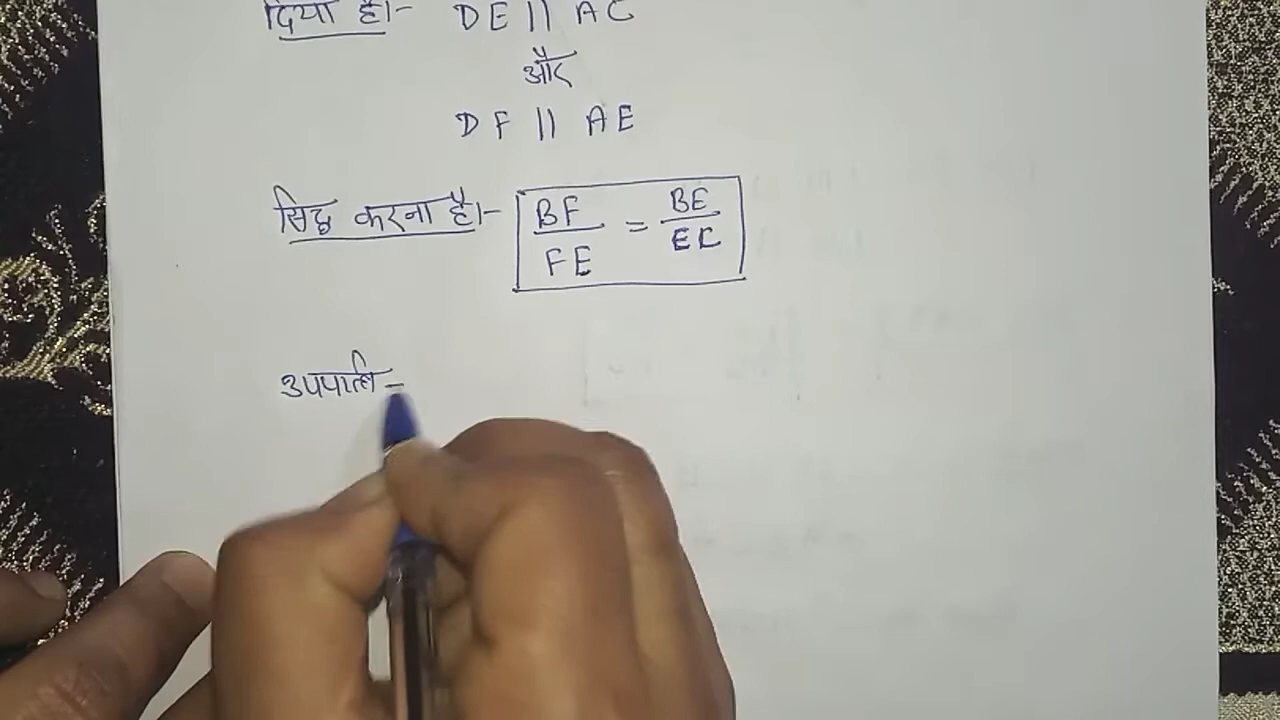 दिया है।- DE || AC
और
DF || AE
सिद्ध करना है।- BF/FE = BE/EC
उपपत्ति -